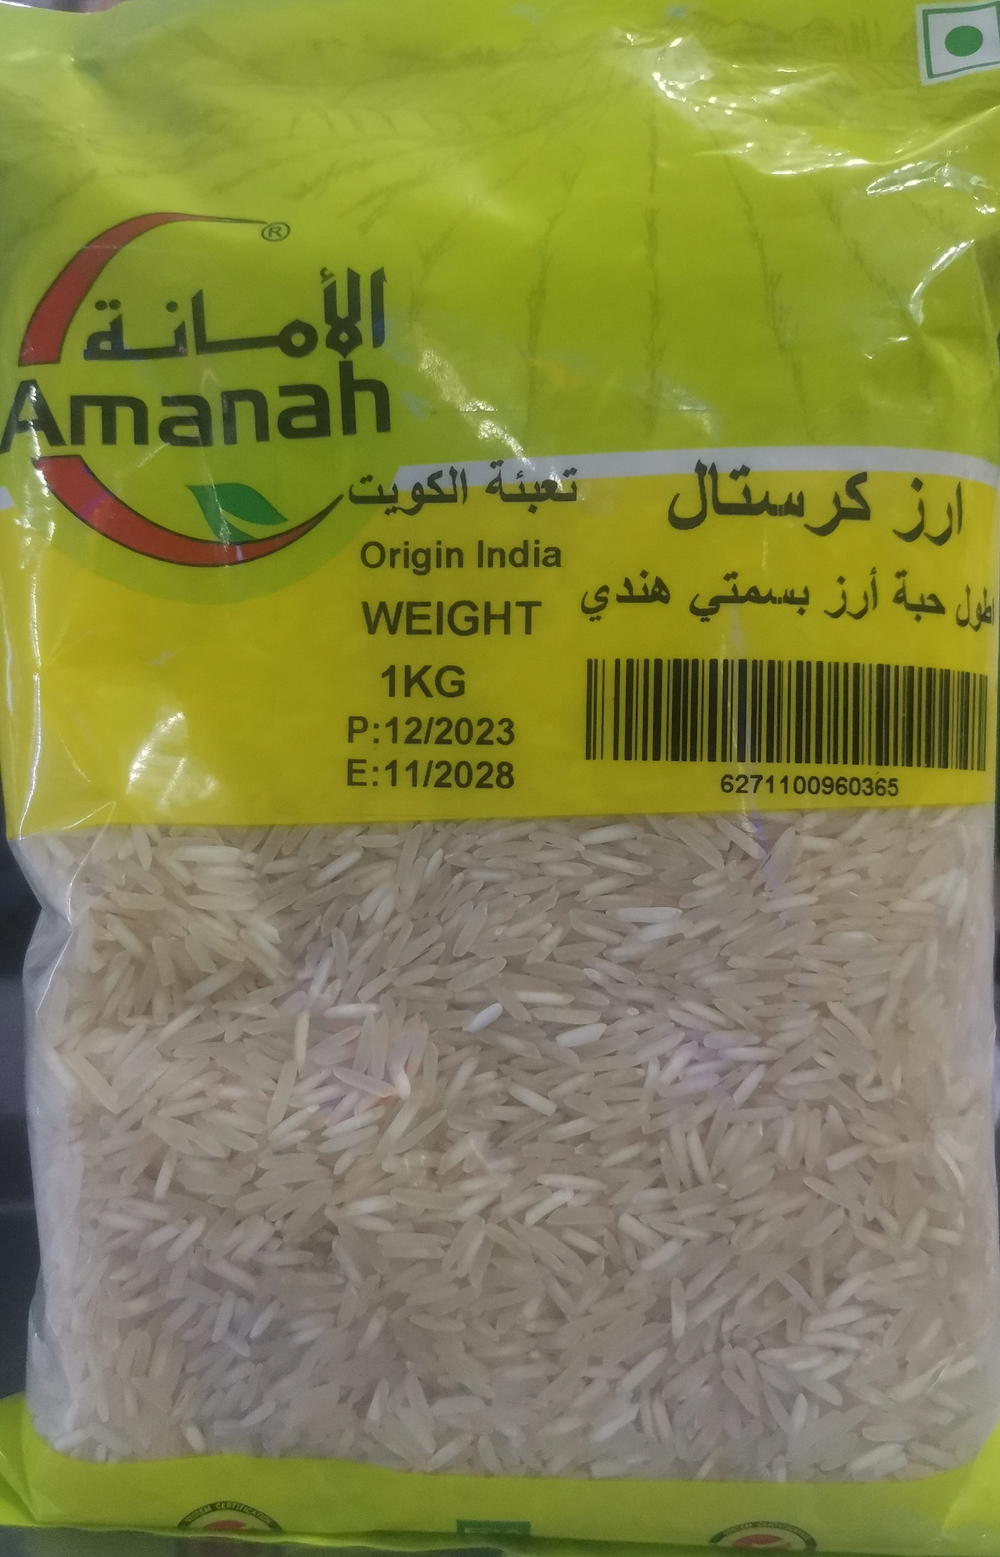 ®
الأمانة
Amanah
تعبئة الكويت
ارز كرستال
Origin India
اطول حبة أرز بسمتي هندي
WEIGHT
1KG
P:12/2023
E:11/2028
6271100960365